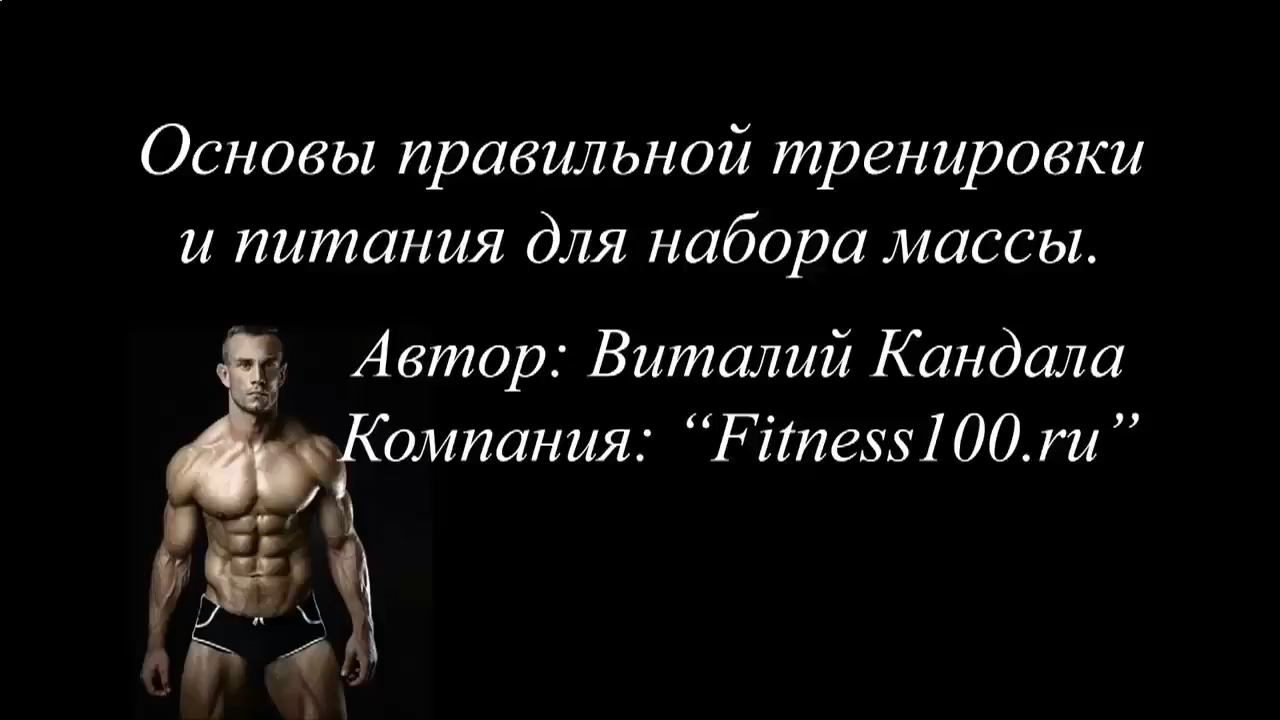 Основы правильной тренировки
и питания для набора массы.
Автор: Виталий Кандала
Компания: “Fitness100.ru”